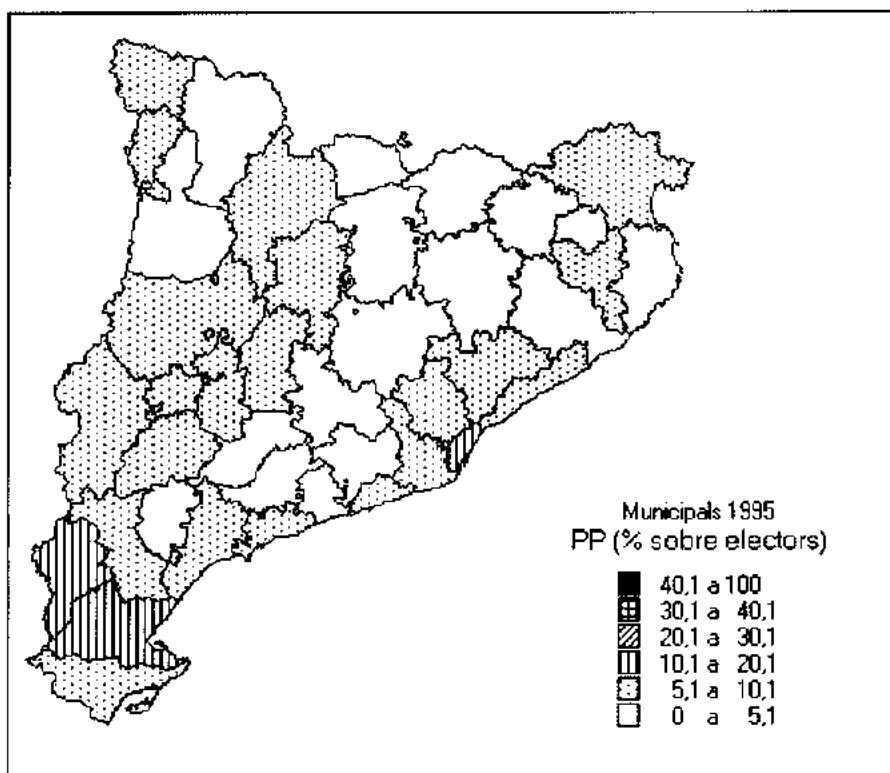 Municipals 1995
PP (% sobre electors)
40,1 a 100
30,1 a 40,1
20,1 a 30,1
10,1 a 20,1
5,1 a 10,1
0 a 5,1